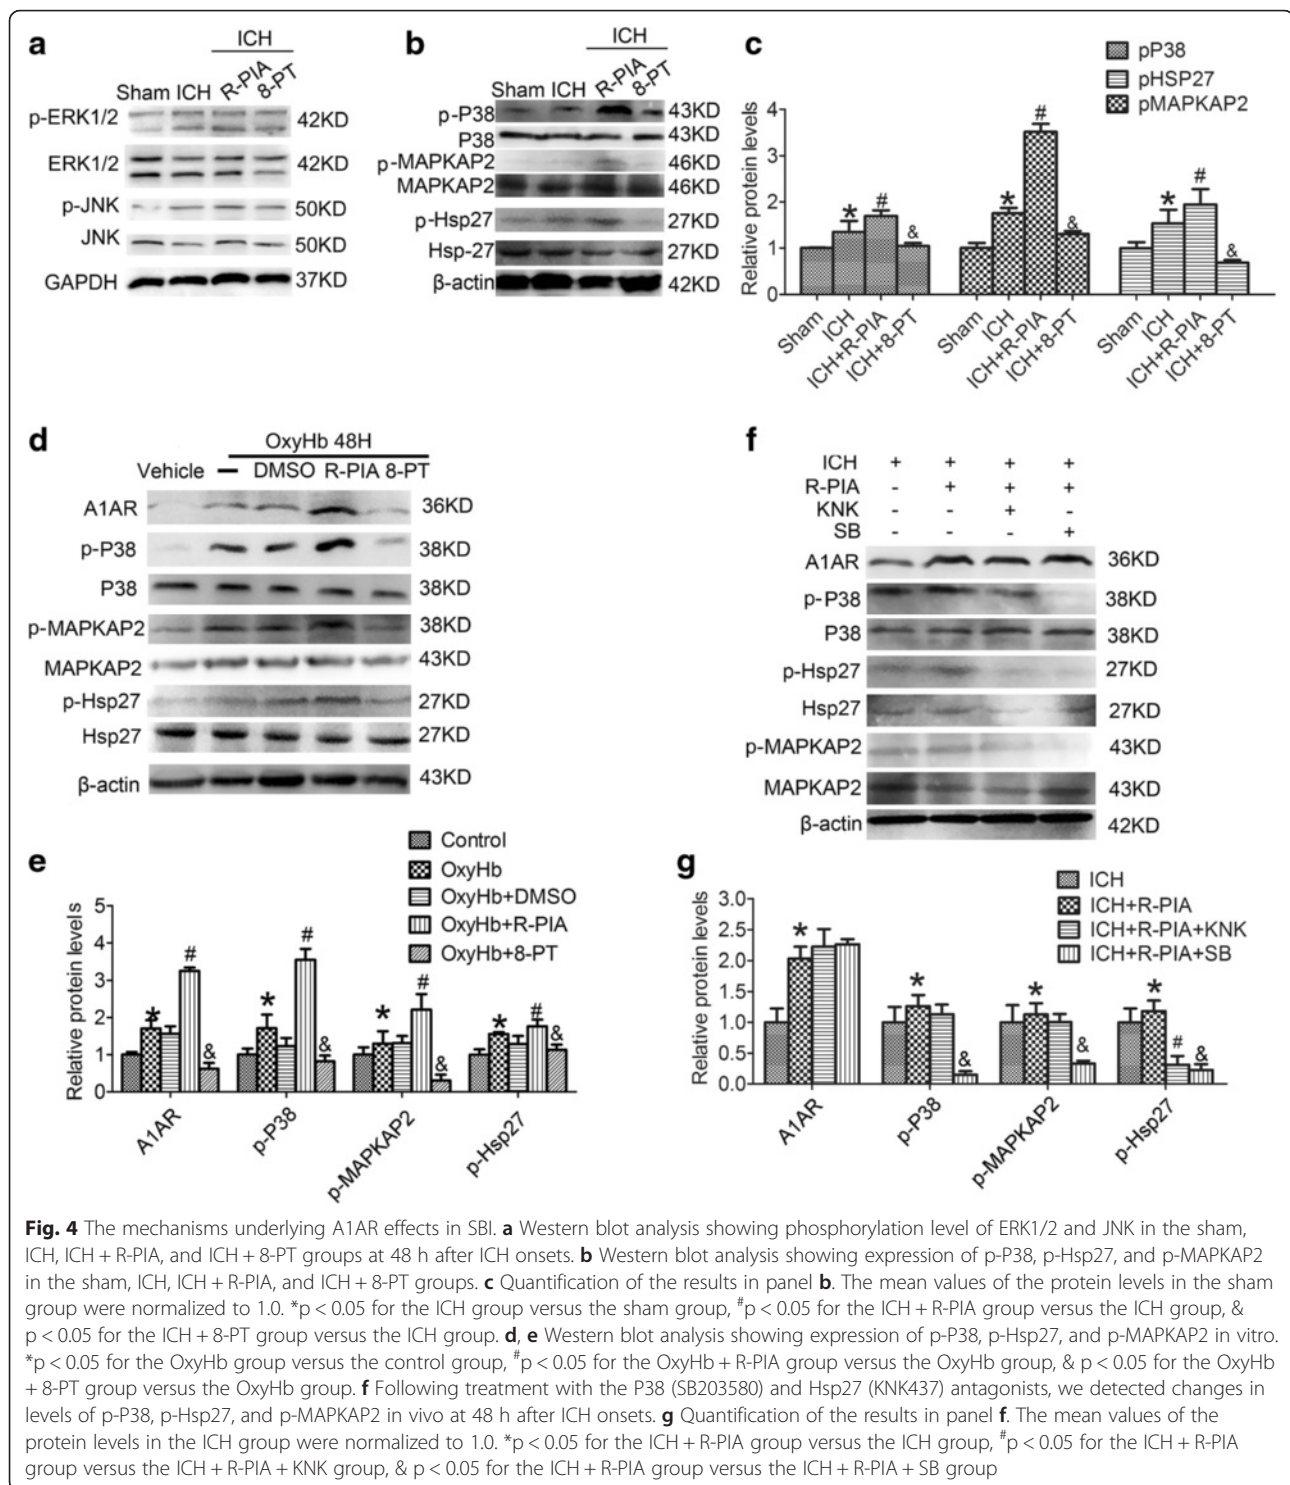 a
ICH
Sham ICH R-PIA 8-PT
p-ERK1/2 42KD
ERK1/2 42KD
p-JNK 50KD
JNK 50KD
GAPDH 37KD
b
ICH
Sham ICH R-PIA 8-PT
p-P38 43KD
P38 43KD
p-MAPKAP2 46KD
MAPKAP2 46KD
p-Hsp27 27KD
Hsp-27 27KD
β-actin 42KD
c
pP38
pHSP27
pMAPKAP2
Relative protein levels
4
3
2
1
0
* # &
* # &
* # &
Sham ICH ICH+R-PIA ICH+8-PT
Sham ICH ICH+R-PIA ICH+8-PT
Sham ICH ICH+R-PIA ICH+8-PT
d
OxyHb 48H
Vehicle — DMSO R-PIA 8-PT
A1AR 36KD
p-P38 38KD
P38 38KD
p-MAPKAP2 38KD
MAPKAP2 43KD
p-Hsp27 27KD
Hsp27 27KD
β-actin 43KD
f
ICH + + + +
R-PIA - + + +
KNK - - + -
SB - - - +
A1AR 36KD
p-P38 38KD
P38 38KD
p-Hsp27 27KD
Hsp27 27KD
p-MAPKAP2 43KD
MAPKAP2 43KD
β-actin 42KD
e
Control
OxyHb
OxyHb+DMSO
OxyHb+R-PIA
OxyHb+8-PT
Relative protein levels
5
4
3
2
1
0
* # &
* # &
* # &
* # &
A1AR p-P38 p-MAPKAP2 p-Hsp27
g
ICH
ICH+R-PIA
ICH+R-PIA+KNK
ICH+R-PIA+SB
Relative protein levels
3.0
2.5
2.0
1.5
1.0
0.5
0.0
*
* &
* &
* # &
A1AR p-P38 p-MAPKAP2 p-Hsp27
Fig. 4 The mechanisms underlying A1AR effects in SBI. a Western blot analysis showing phosphorylation level of ERK1/2 and JNK in the sham,
ICH, ICH + R-PIA, and ICH + 8-PT groups at 48 h after ICH onsets. b Western blot analysis showing expression of p-P38, p-Hsp27, and p-MAPKAP2
in the sham, ICH, ICH + R-PIA, and ICH + 8-PT groups. c Quantification of the results in panel b. The mean values of the protein levels in the sham
group were normalized to 1.0. *p < 0.05 for the ICH group versus the sham group, #p < 0.05 for the ICH + R-PIA group versus the ICH group, &
p < 0.05 for the ICH + 8-PT group versus the ICH group. d, e Western blot analysis showing expression of p-P38, p-Hsp27, and p-MAPKAP2 in vitro.
*p < 0.05 for the OxyHb group versus the control group, #p < 0.05 for the OxyHb + R-PIA group versus the OxyHb group, & p < 0.05 for the OxyHb
+ 8-PT group versus the OxyHb group. f Following treatment with the P38 (SB203580) and Hsp27 (KNK437) antagonists, we detected changes in
levels of p-P38, p-Hsp27, and p-MAPKAP2 in vivo at 48 h after ICH onsets. g Quantification of the results in panel f. The mean values of the
protein levels in the ICH group were normalized to 1.0. *p < 0.05 for the ICH + R-PIA group versus the ICH group, #p < 0.05 for the ICH + R-PIA
group versus the ICH + R-PIA + KNK group, & p < 0.05 for the ICH + R-PIA group versus the ICH + R-PIA + SB group